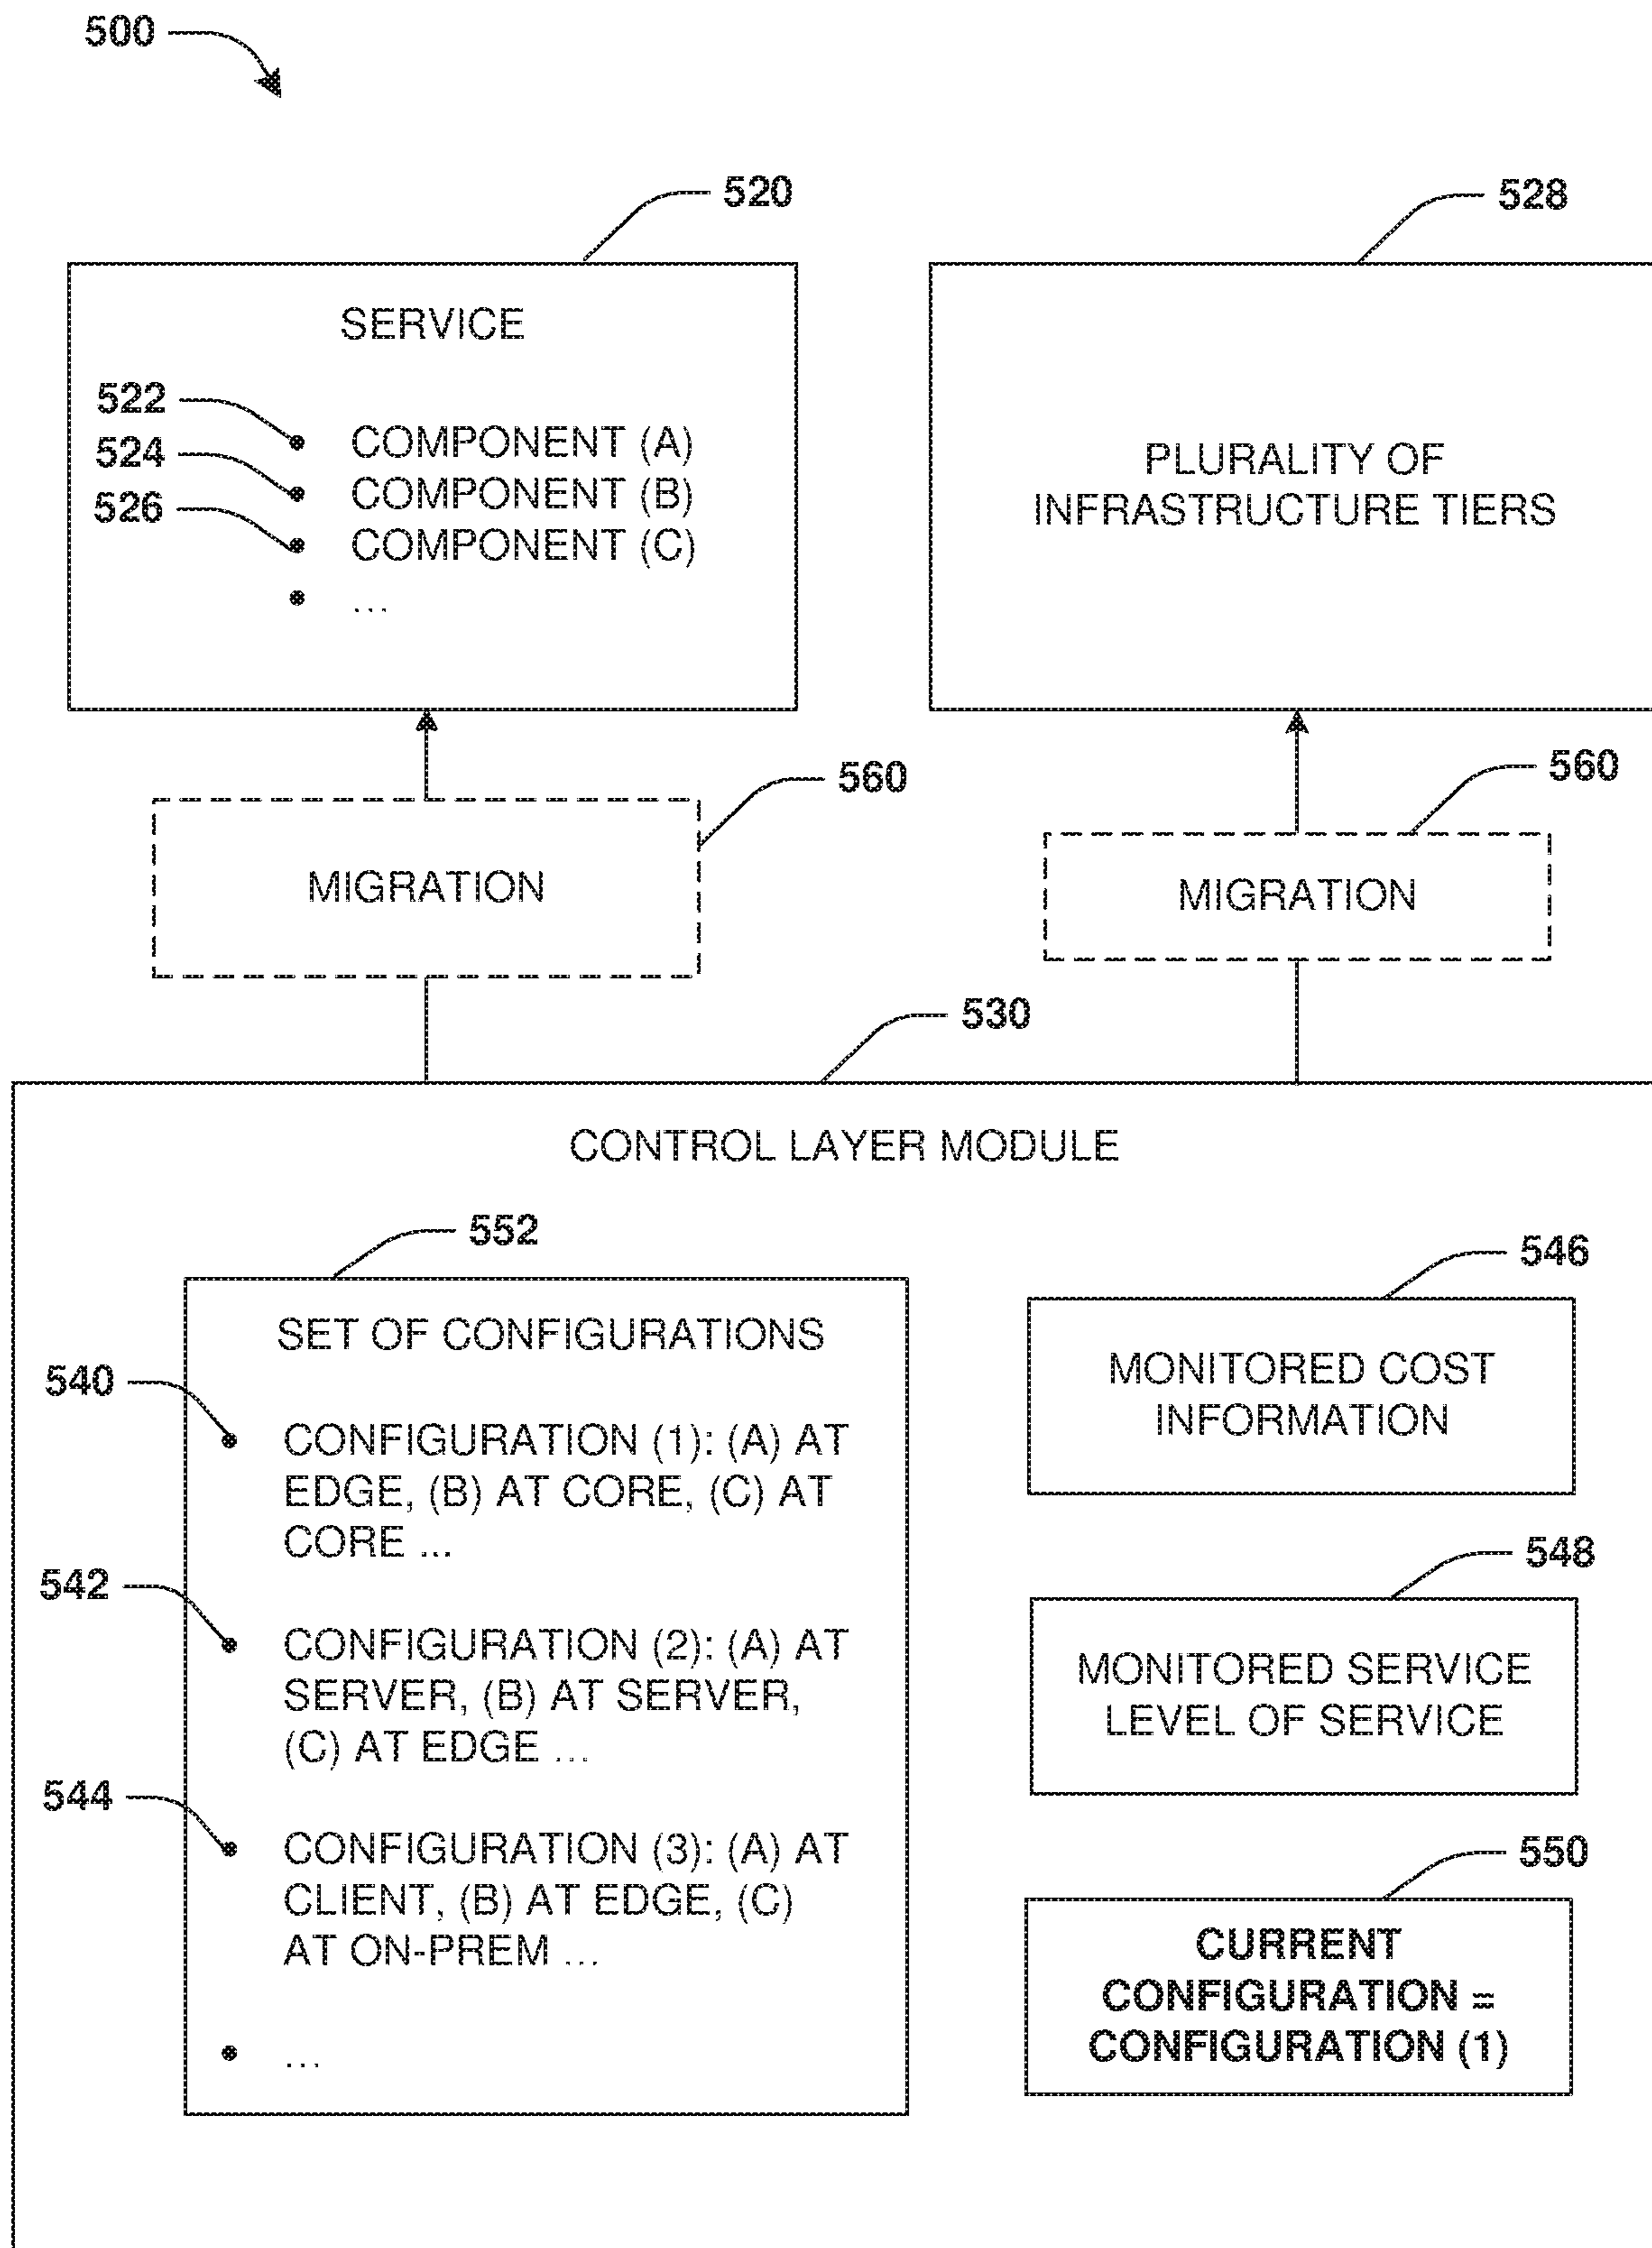 500
520
528
SERVICE
522
COMPONENT (A)
524
COMPONENT (B)
526
COMPONENT (C)
...
PLURALITY OF
INFRASTRUCTURE TIERS
560
MIGRATION
560
MIGRATION
530
CONTROL LAYER MODULE
552
SET OF CONFIGURATIONS
540
CONFIGURATION (1): (A) AT
EDGE, (B) AT CORE, (C) AT
CORE ...
542
CONFIGURATION (2): (A) AT
SERVER, (B) AT SERVER,
(C) AT EDGE ...
544
CONFIGURATION (3): (A) AT
CLIENT, (B) AT EDGE, (C)
AT ON-PREM ...
...
546
MONITORED COST
INFORMATION
548
MONITORED SERVICE
LEVEL OF SERVICE
550
CURRENT
CONFIGURATION =
CONFIGURATION (1)